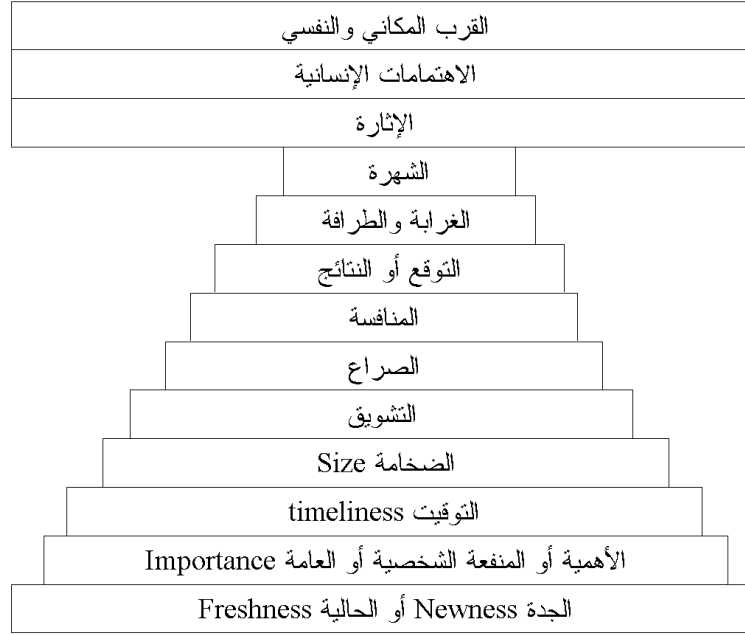 القرب المكاني والنفسي
الاهتمامات الإنسانية
الإثارة
الشهرة
الغرابة والطرافة
التوقع أو النتائج
المنافسة
الصراع
التشويق
الضخامة Size
التوقيت timeliness
الأهمية أو المنفعة الشخصية أو العامة Importance
الجدة Newness أو الحالية Freshness